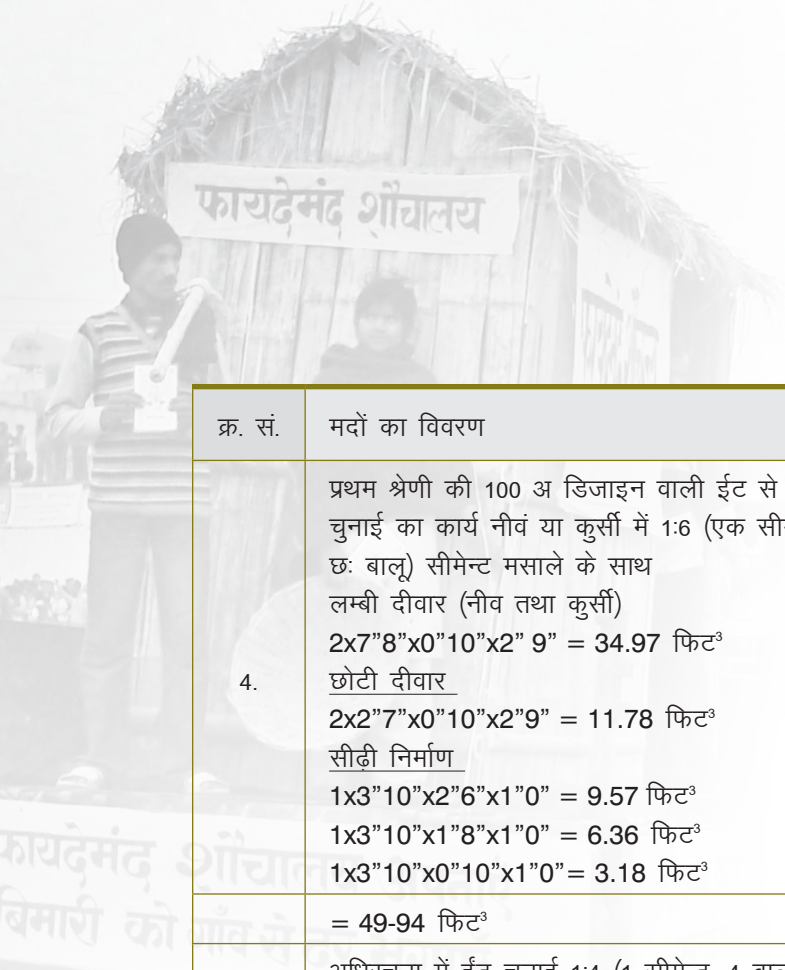 फायदेमंद शौचालय
क्र. सं.
मदों का विवरण
प्रथम श्रेणी की 100 अ डिजाइन वाली ईट से
चुनाई का कार्य नीवं या कुर्सी में 1:6 (एक सी
छः बालू) सीमेन्ट मसाले के साथ
लम्बी दीवार (नीव तथा कुर्सी)
2x7”8”x0”10”x2” 9” = 34.97 फिट³
4.
छोटी दीवार
2x2”7”x0”10”x2”9” = 11.78 फिट³
सीढ़ी निर्माण
1x3”10”x2”6”x1”0” = 9.57 फिट³
1x3”10”x1”8”x1”0” = 6.36 फिट³
1x3”10”x0”10”x1”0”= 3.18 फिट³
= 49-94 फिट³
फायदेमंद शौचालय
बिमारी को गाँव से दूर